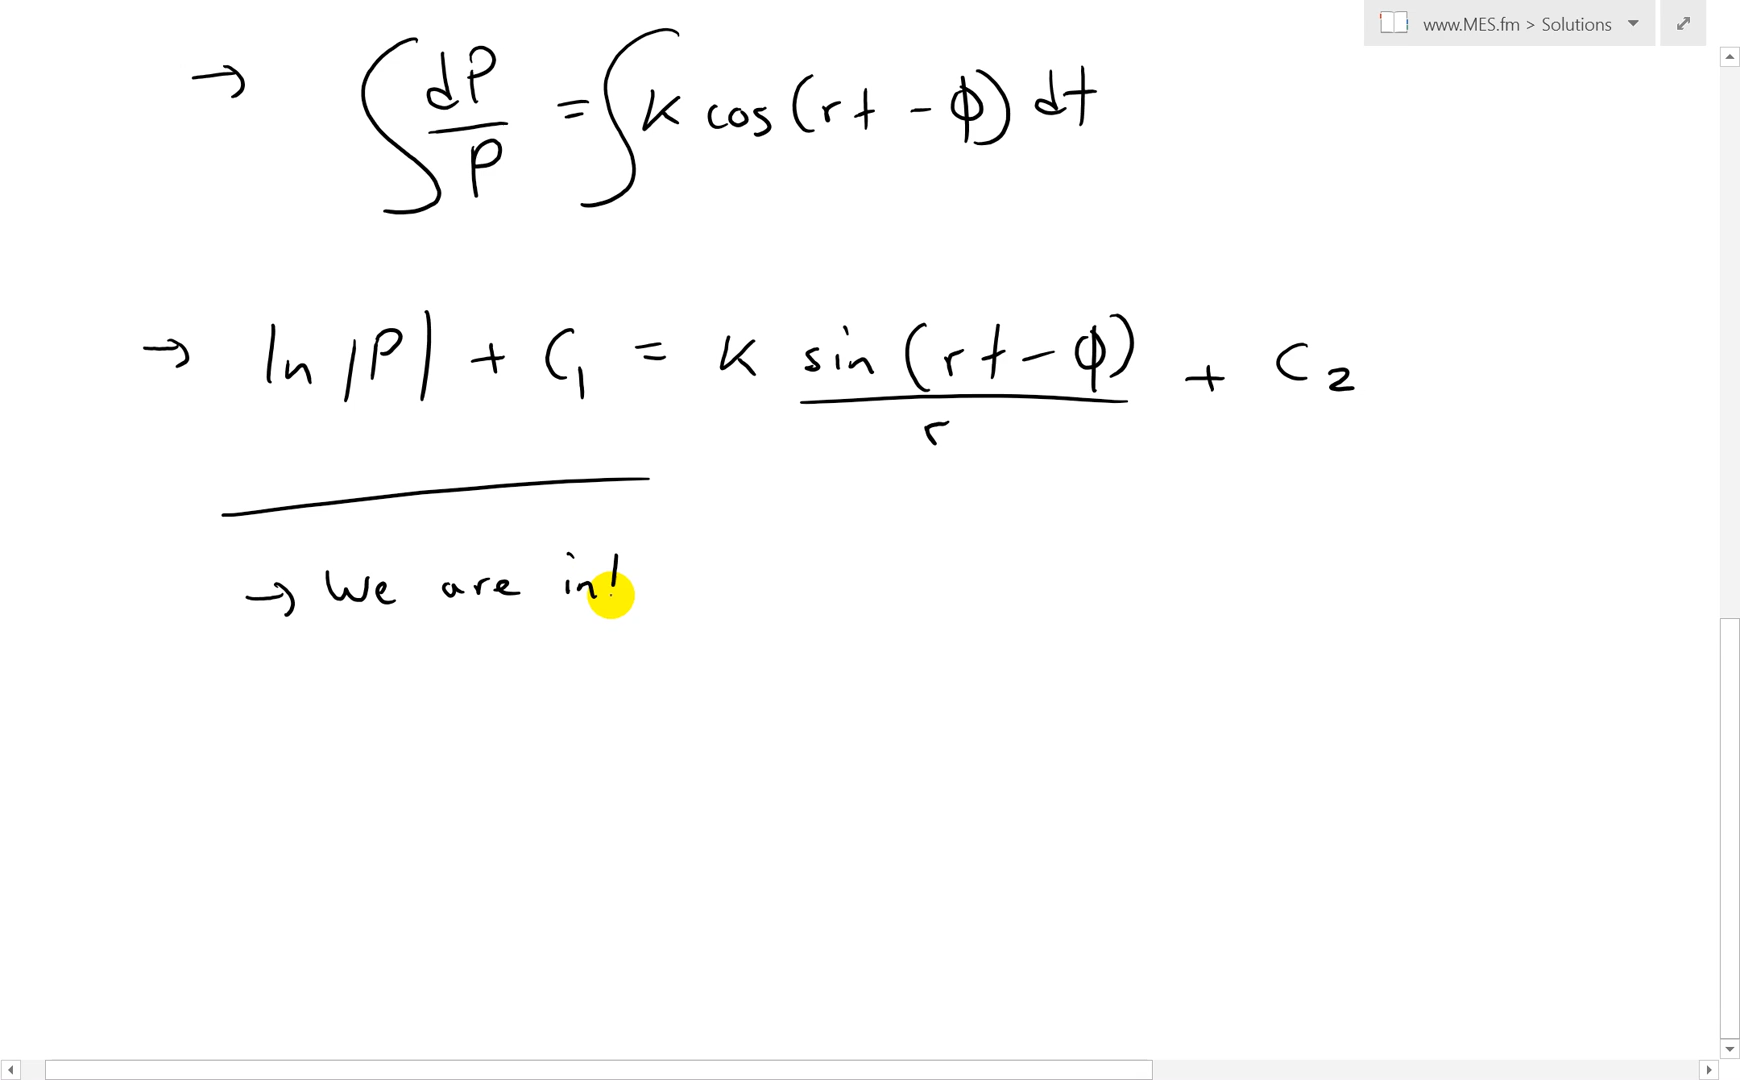 www.MES.fm > Solutions
→ ∫ dP/P = ∫ k cos(rt - φ) dt
→ ln |P| + C₁ = k sin(rt - φ)/r + C₂
→ We are in!